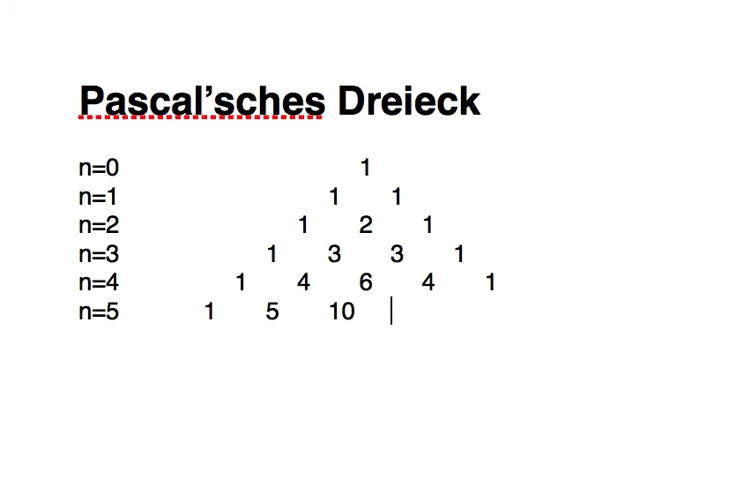 Pascal’sches Dreieck
n=0 1
n=1 1 1
n=2 1 2 1
n=3 1 3 3 1
n=4 1 4 6 4 1
n=5 1 5 10